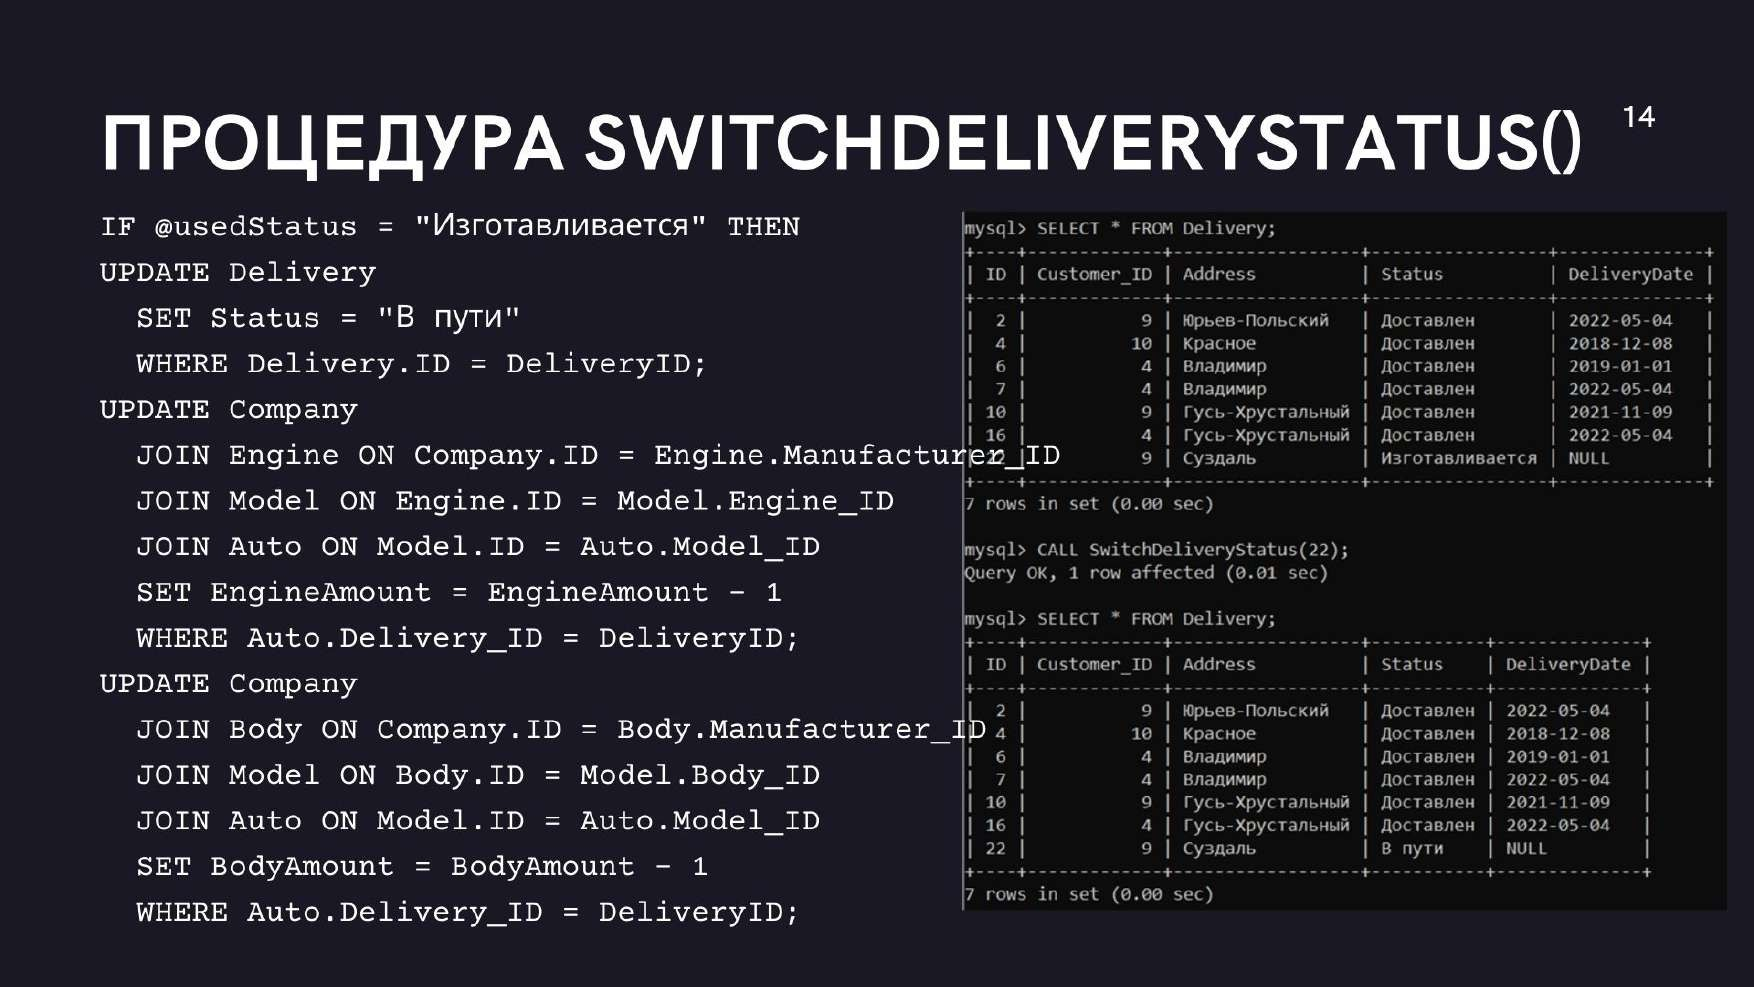 ПРОЦЕДУРА SWITCHDELIVERYSTATUS()
14
IF @usedStatus = "Изготавливается" THEN
UPDATE Delivery
SET Status = "В пути"
WHERE Delivery.ID = DeliveryID;
UPDATE Company
JOIN Engine ON Company.ID = Engine.Manufacturer_ID
JOIN Model ON Engine.ID = Model.Engine_ID
JOIN Auto ON Model.ID = Auto.Model_ID
SET EngineAmount = EngineAmount - 1
WHERE Auto.Delivery_ID = DeliveryID;
UPDATE Company
JOIN Body ON Company.ID = Body.Manufacturer_ID
JOIN Model ON Body.ID = Model.Body_ID
JOIN Auto ON Model.ID = Auto.Model_ID
SET BodyAmount = BodyAmount - 1
WHERE Auto.Delivery_ID = DeliveryID;
mysql> SELECT * FROM Delivery;
+----+-------------+------------------+-----------------+--------------+
| ID | Customer_ID | Address | Status | DeliveryDate |
+----+-------------+------------------+-----------------+--------------+
| 2 | 9 | Юрьев-Польский | Доставлен | 2022-05-04 |
| 4 | 10 | Красное | Доставлен | 2018-12-08 |
| 6 | 4 | Владимир | Доставлен | 2019-01-01 |
| 7 | 4 | Владимир | Доставлен | 2022-05-04 |
| 10 | 9 | Гусь-Хрустальный | Доставлен | 2021-11-09 |
| 16 | 4 | Гусь-Хрустальный | Доставлен | 2022-05-04 |
| 22 | 9 | Суздаль | Изготавливается | NULL |
+----+-------------+------------------+-----------------+--------------+
7 rows in set (0.00 sec)
mysql> CALL SwitchDeliveryStatus(22);
Query OK, 1 row affected (0.01 sec)
mysql> SELECT * FROM Delivery;
+----+-------------+------------------+-----------+--------------+
| ID | Customer_ID | Address | Status | DeliveryDate |
+----+-------------+------------------+-----------+--------------+
| 2 | 9 | Юрьев-Польский | Доставлен | 2022-05-04 |
| 4 | 10 | Красное | Доставлен | 2018-12-08 |
| 6 | 4 | Владимир | Доставлен | 2019-01-01 |
| 7 | 4 | Владимир | Доставлен | 2022-05-04 |
| 10 | 9 | Гусь-Хрустальный | Доставлен | 2021-11-09 |
| 16 | 4 | Гусь-Хрустальный | Доставлен | 2022-05-04 |
| 22 | 9 | Суздаль | В пути | NULL |
+----+-------------+------------------+-----------+--------------+
7 rows in set (0.00 sec)